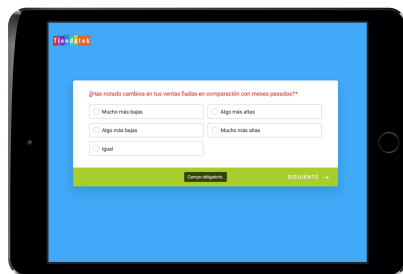 Tiendatek
¿Has notado cambios en tus ventas fiadas en comparación con meses pasados?*
Mucho más bajas
Algo más altas
Algo más bajas
Mucho más altas
Igual
Campo obligatorio.
SIGUIENTE →